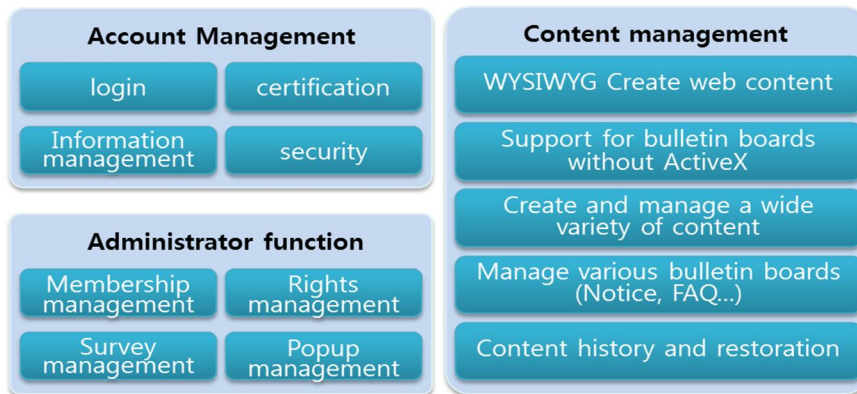 Account Management
login
certification
Information
management
security
Administrator function
Membership
management
Rights
management
Survey
management
Popup
management
Content management
WYSIWYG Create web content
Support for bulletin boards
without ActiveX
Create and manage a wide
variety of content
Manage various bulletin boards
(Notice, FAQ...)
Content history and restoration